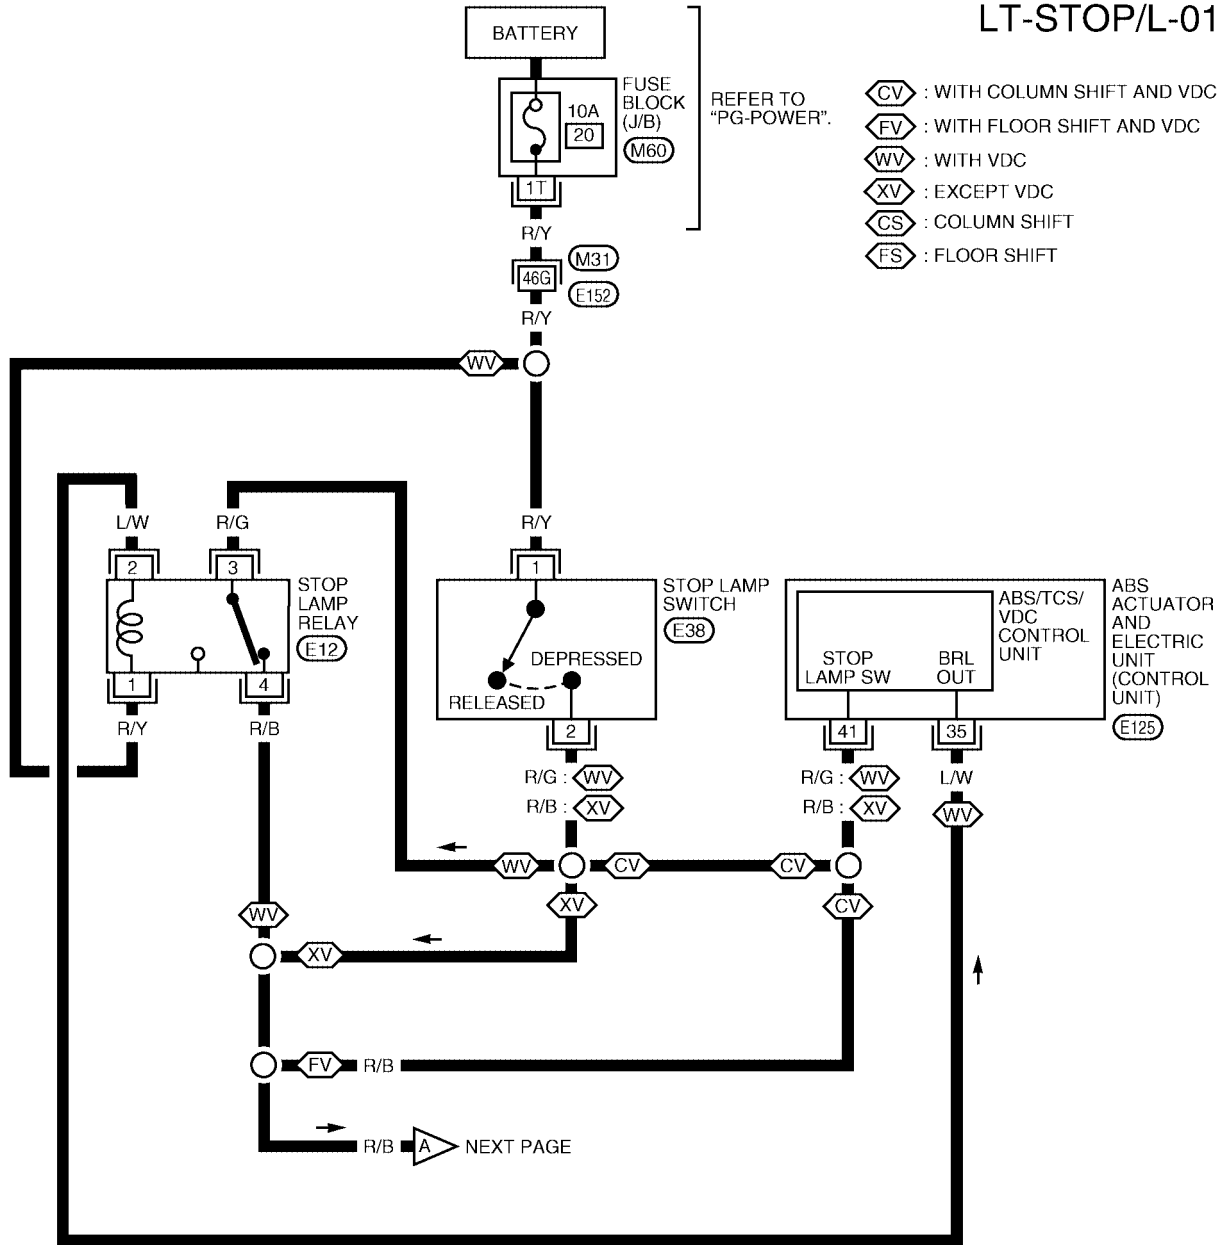 LT-STOP/L-01
BATTERY
FUSE
BLOCK
(J/B)
M60
10A
20
1T
REFER TO
“PG-POWER”.
CV : WITH COLUMN SHIFT AND VDC
FV : WITH FLOOR SHIFT AND VDC
WV : WITH VDC
XV : EXCEPT VDC
CS : COLUMN SHIFT
FS : FLOOR SHIFT
R/Y
M31
46G
E152
R/Y
WV
L/W
R/G
R/Y
2
3
1
STOP
LAMP
RELAY
E12
1
4
R/Y
R/B
STOP LAMP
SWITCH
E38
DEPRESSED
RELEASED
2
ABS/TCS/
VDC
CONTROL
UNIT
STOP
LAMP SW
BRL
OUT
ABS
ACTUATOR
AND
ELECTRIC
UNIT
(CONTROL
UNIT)
E125
41
35
R/G : WV
R/B : XV
R/G : WV
R/B : XV
L/W
WV
WV
CV
CV
XV
CV
WV
XV
FV
R/B
R/B
A
NEXT PAGE